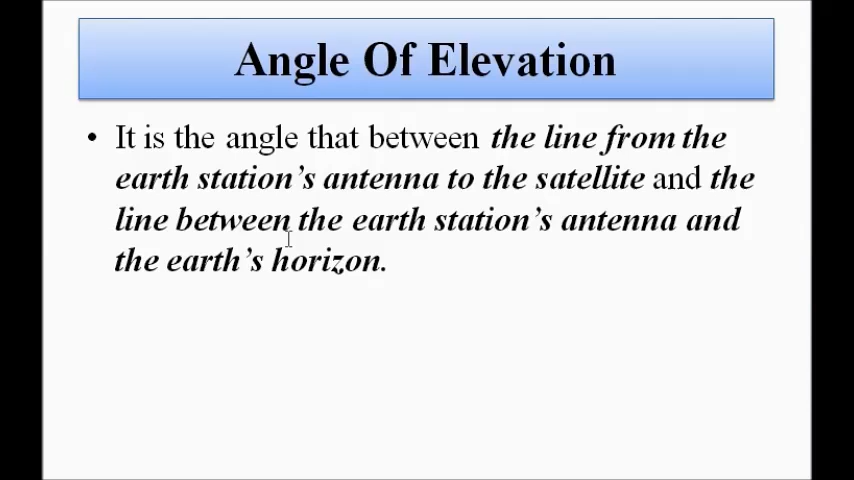 Angle Of Elevation
• It is the angle that between the line from the
earth station’s antenna to the satellite and the
line between the earth station’s antenna and
the earth’s horizon.